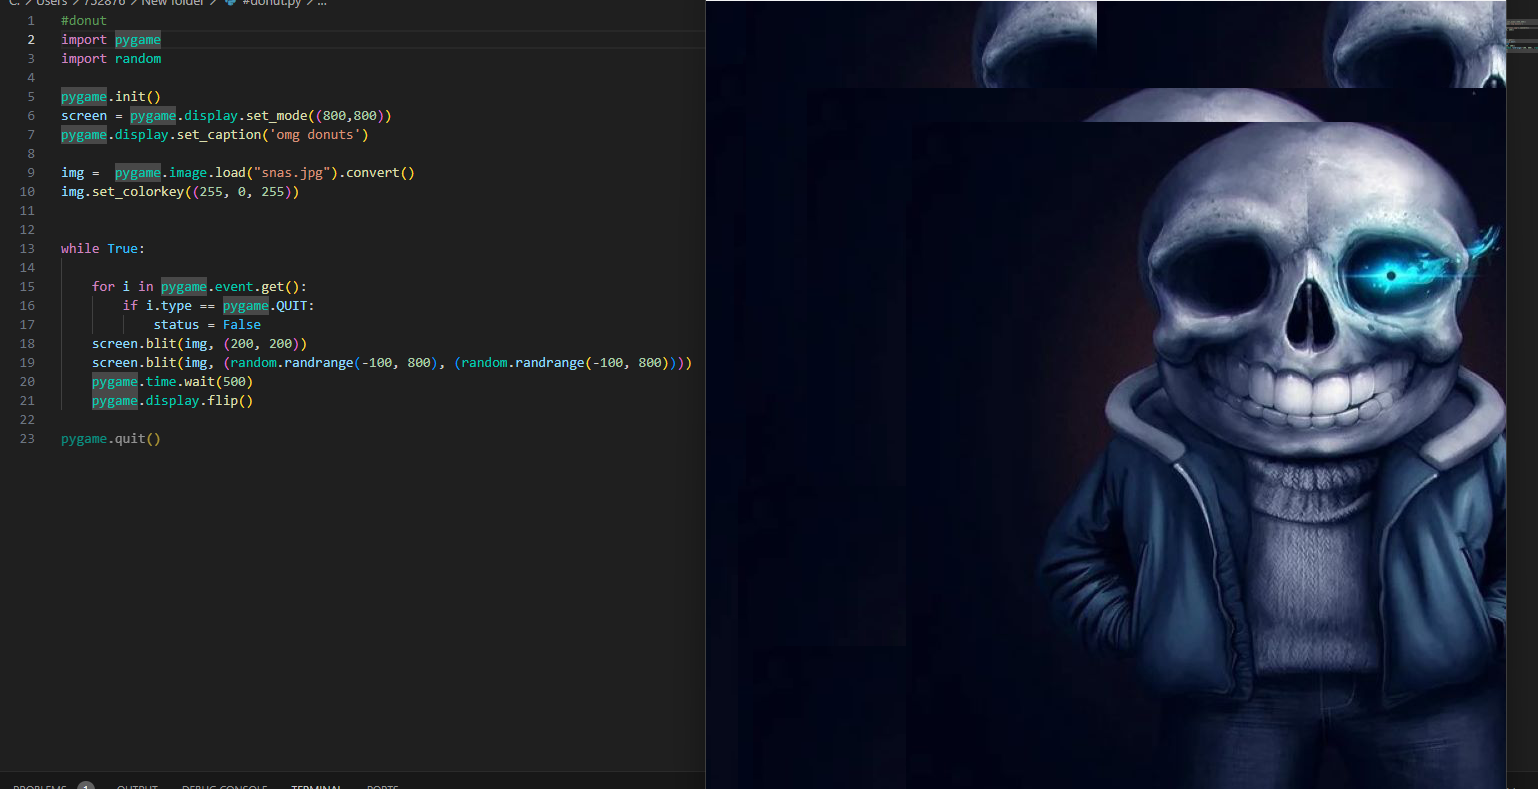 C: > Users > 752876 > New folder > #donut.py > ...
1 #donut
2 import pygame
3 import random
4
5 pygame.init()
6 screen = pygame.display.set_mode((800,800))
7 pygame.display.set_caption('omg donuts')
8
9 img =  pygame.image.load("snas.jpg").convert()
10 img.set_colorkey((255, 0, 255))
11
12
13 while True:
14
15     for i in pygame.event.get():
16         if i.type == pygame.QUIT:
17             status = False
18     screen.blit(img, (200, 200))
19     screen.blit(img, (random.randrange(-100, 800), (random.randrange(-100, 800))))
20     pygame.time.wait(500)
21     pygame.display.flip()
22
23 pygame.quit()
PROBLEMS 1 OUTPUT DEBUG CONSOLE TERMINAL PORTS